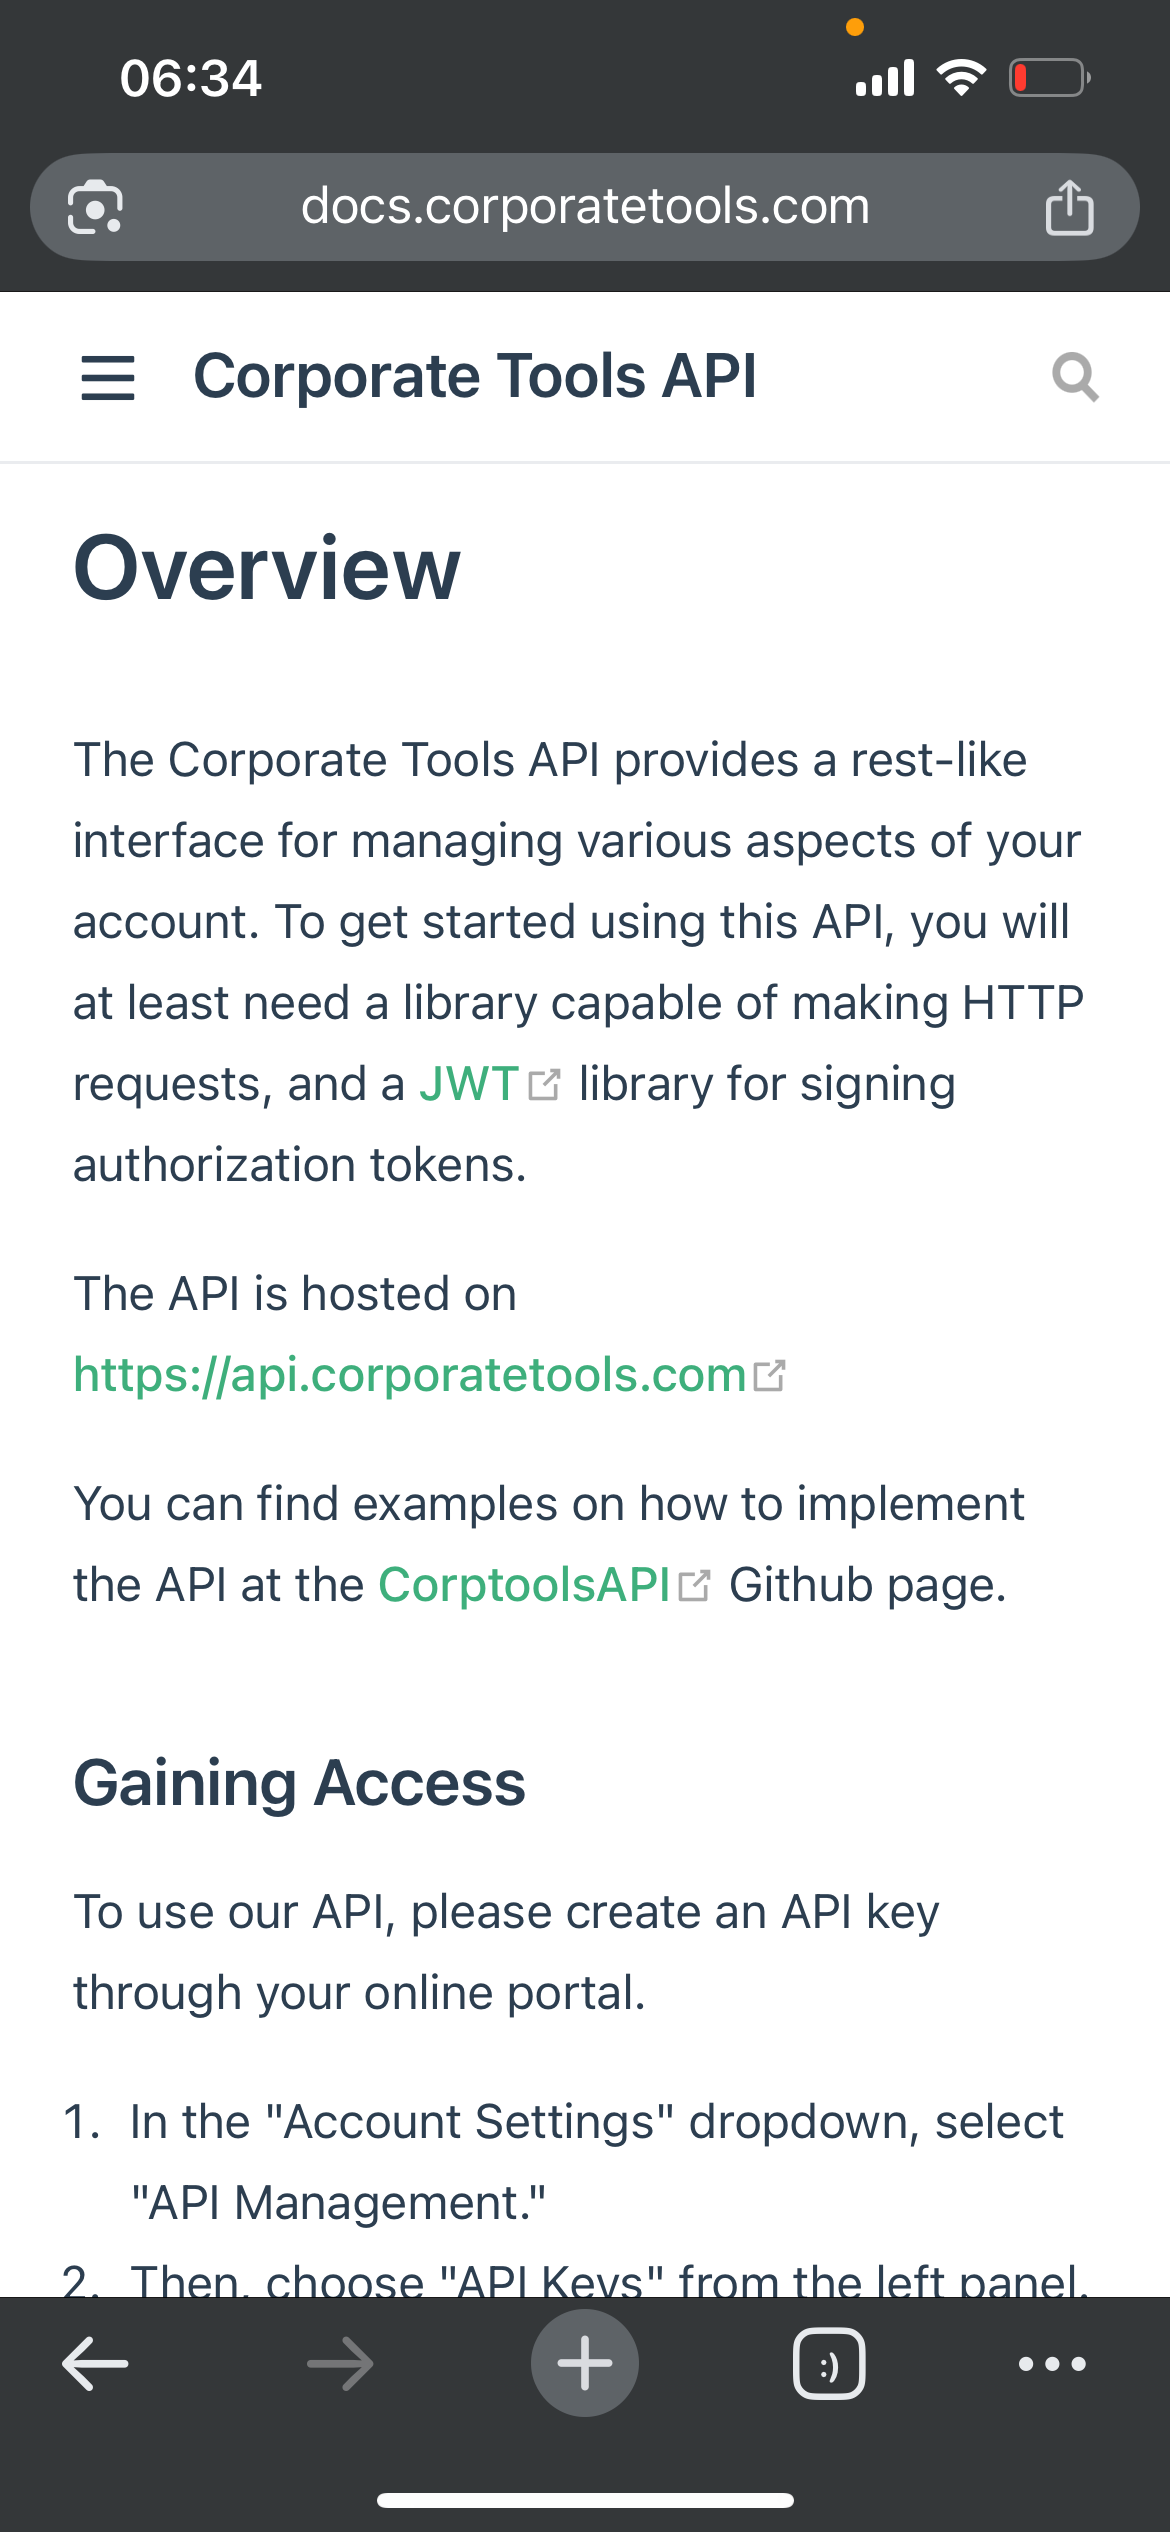 06:34
docs.corporatetools.com
Corporate Tools API
Overview
The Corporate Tools API provides a rest-like
interface for managing various aspects of your
account. To get started using this API, you will
at least need a library capable of making HTTP
requests, and a JWT library for signing
authorization tokens.
The API is hosted on
https://api.corporatetools.com
You can find examples on how to implement
the API at the CorptoolsAPI Github page.
Gaining Access
To use our API, please create an API key
through your online portal.
1. In the "Account Settings" dropdown, select
"API Management."
2. Then, choose "API Keys" from the left panel.
:)